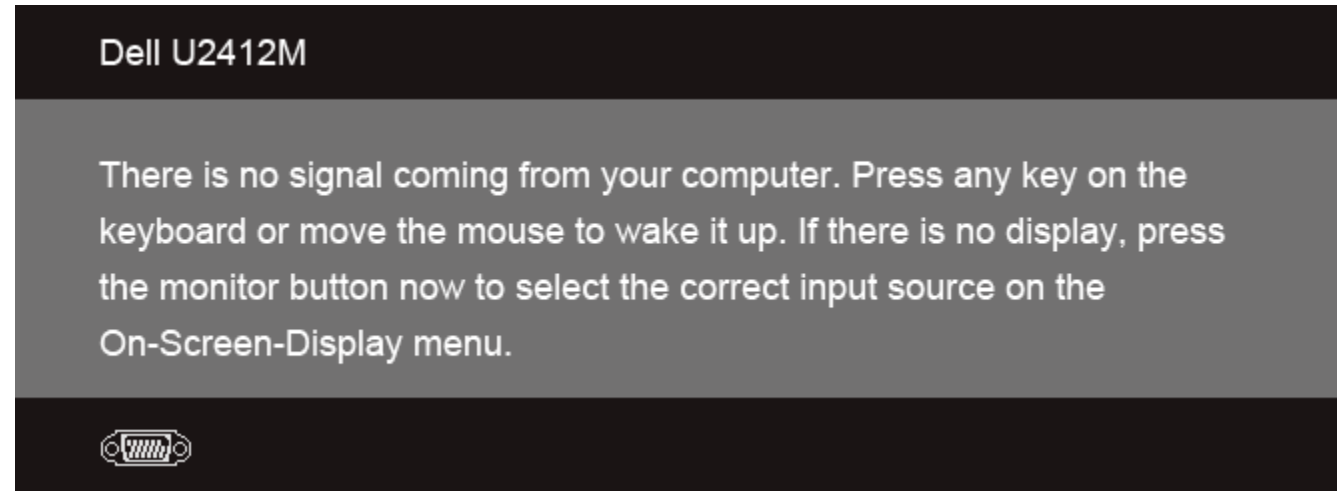 Dell U2412M
There is no signal coming from your computer. Press any key on the
keyboard or move the mouse to wake it up. If there is no display, press
the monitor button now to select the correct input source on the
On-Screen-Display menu.